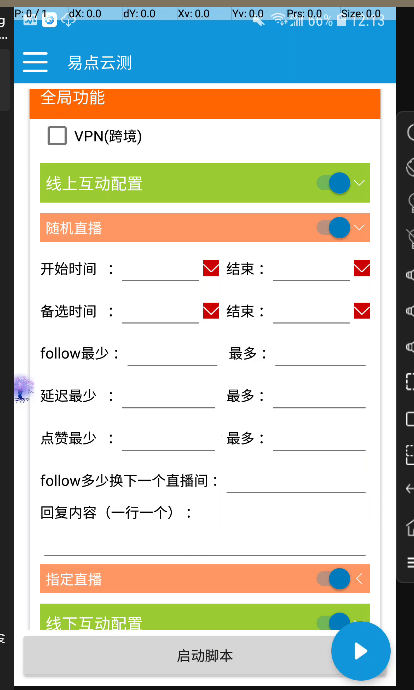 P: 0 / 1 dX: 0.0 dY: 0.0 Xv: 0.0 Yv: 0.0 Prs: 0.0 Size: 0.0
66% 12:13
易点云测
全局功能
VPN(跨境)
线上互动配置
随机直播
开始时间 ： 结束：
备选时间 ： 结束：
follow最少： 最多：
延迟最少 ： 最多：
点赞最少 ： 最多：
follow多少换下一个直播间：
回复内容（一行一个）：
指定直播
线下互动配置
启动脚本